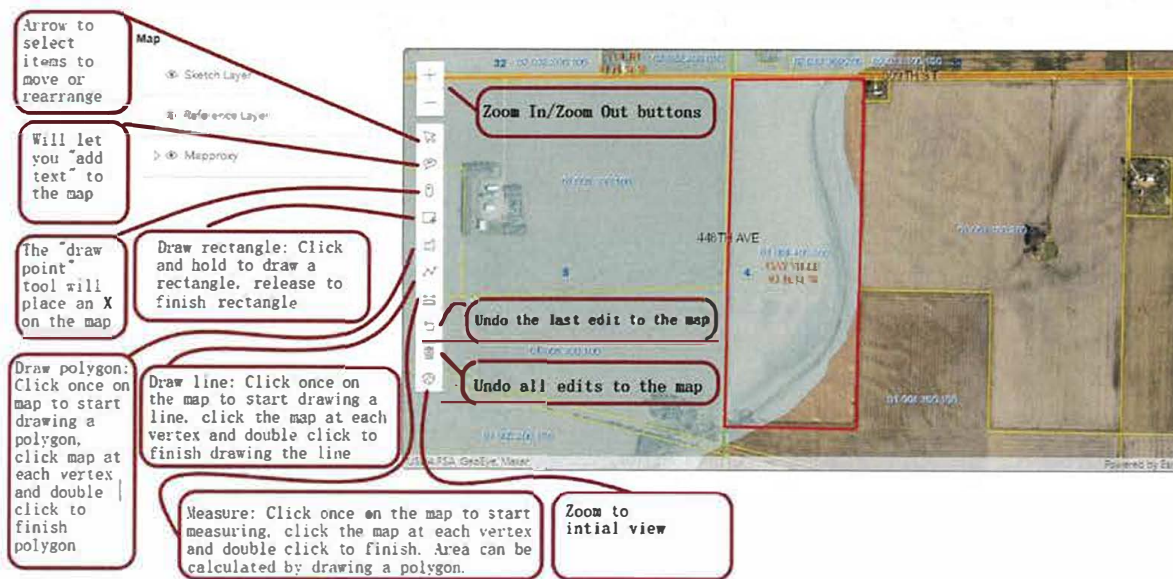 Arrow to
select
items to
move or
rearrange
Map
Sketch Layer
Reference Layer
Mapproxy
Will let
you "add
text" to
the map
The "draw
point"
tool will
place an X
on the map
Draw rectangle: Click
and hold to draw a
rectangle, release to
finish rectangle
Draw polygon:
Click once on
map to start
drawing a
polygon,
click map at
each vertex
and double
click to
finish
polygon
Draw line: Click once on
the map to start drawing a
line, click the map at each
vertex and double click to
finish drawing the line
Measure: Click once on the map to start
measuring, click the map at each vertex
and double click to finish. Area can be
calculated by drawing a polygon.
Zoom to
intial view
Zoom In/Zoom Out buttons
Undo the last edit to the map
Undo all edits to the map
32
448TH AVE
4
GeoEye, Maxar
Powered by